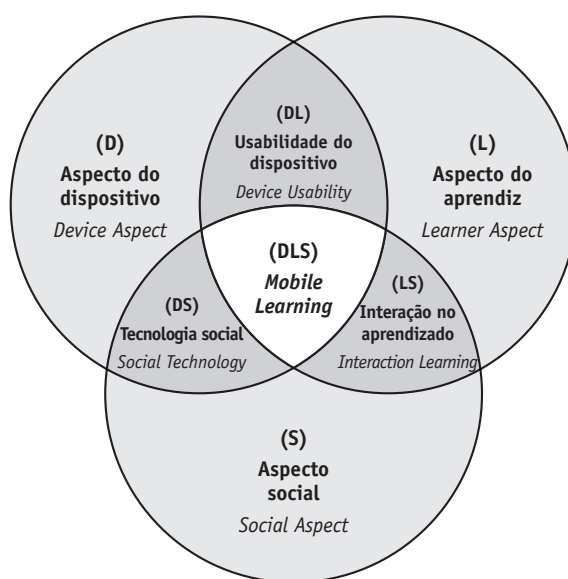 (DL)
Usabilidade do
dispositivo
Device Usability
(D)
Aspecto do
dispositivo
Device Aspect
(L)
Aspecto do
aprendiz
Learner Aspect
(DLS)
Mobile
Learning
(DS)
Tecnologia social
Social Technology
(LS)
Interação no
aprendizado
Interaction Learning
(S)
Aspecto
social
Social Aspect